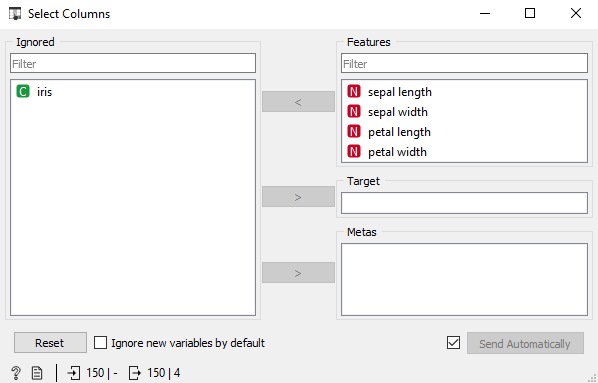 Select Columns
Ignored
Filter
C iris
<
>
>
Features
Filter
N sepal length
N sepal width
N petal length
N petal width
Target
Metas
Reset
Ignore new variables by default
Send Automatically
? 150 | - 150 | 4